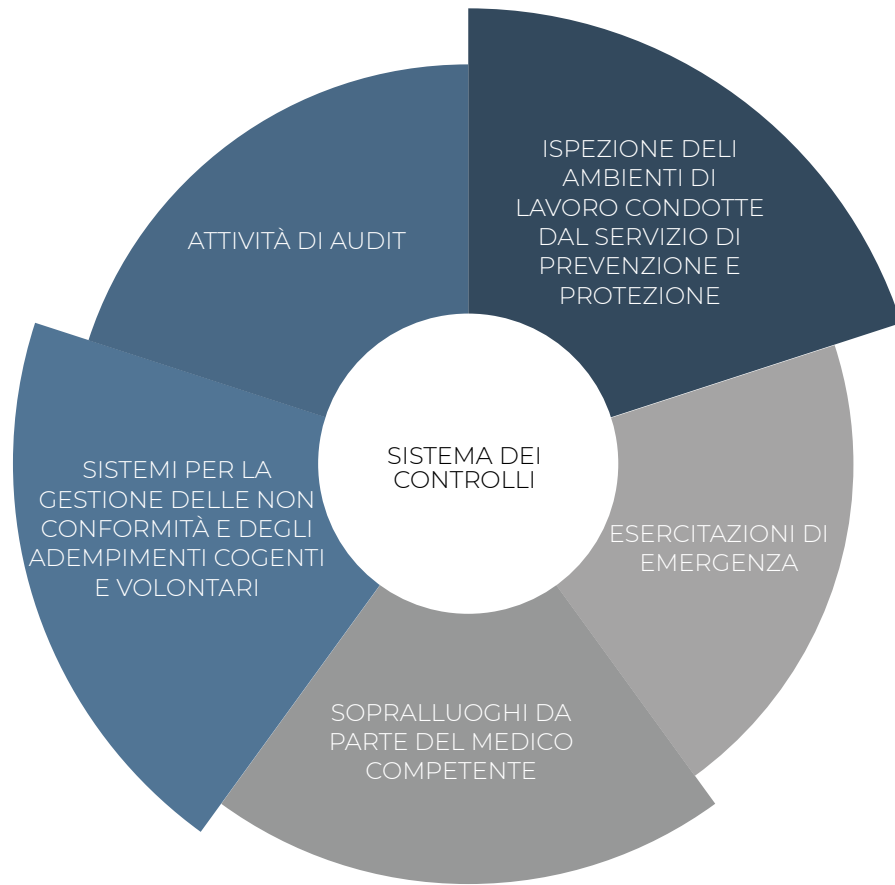 ISPEZIONE DELI
AMBIENTI DI
LAVORO CONDOTTE
DAL SERVIZIO DI
PREVENZIONE E
PROTEZIONE
ATTIVITÀ DI AUDIT
SISTEMA DEI
CONTROLLI
SISTEMI PER LA
GESTIONE DELLE NON
CONFORMITÀ E DEGLI
ADEMPIMENTI COGENTI
E VOLONTARI
ESERCITAZIONI DI
EMERGENZA
SOPRALLUOGHI DA
PARTE DEL MEDICO
COMPETENTE